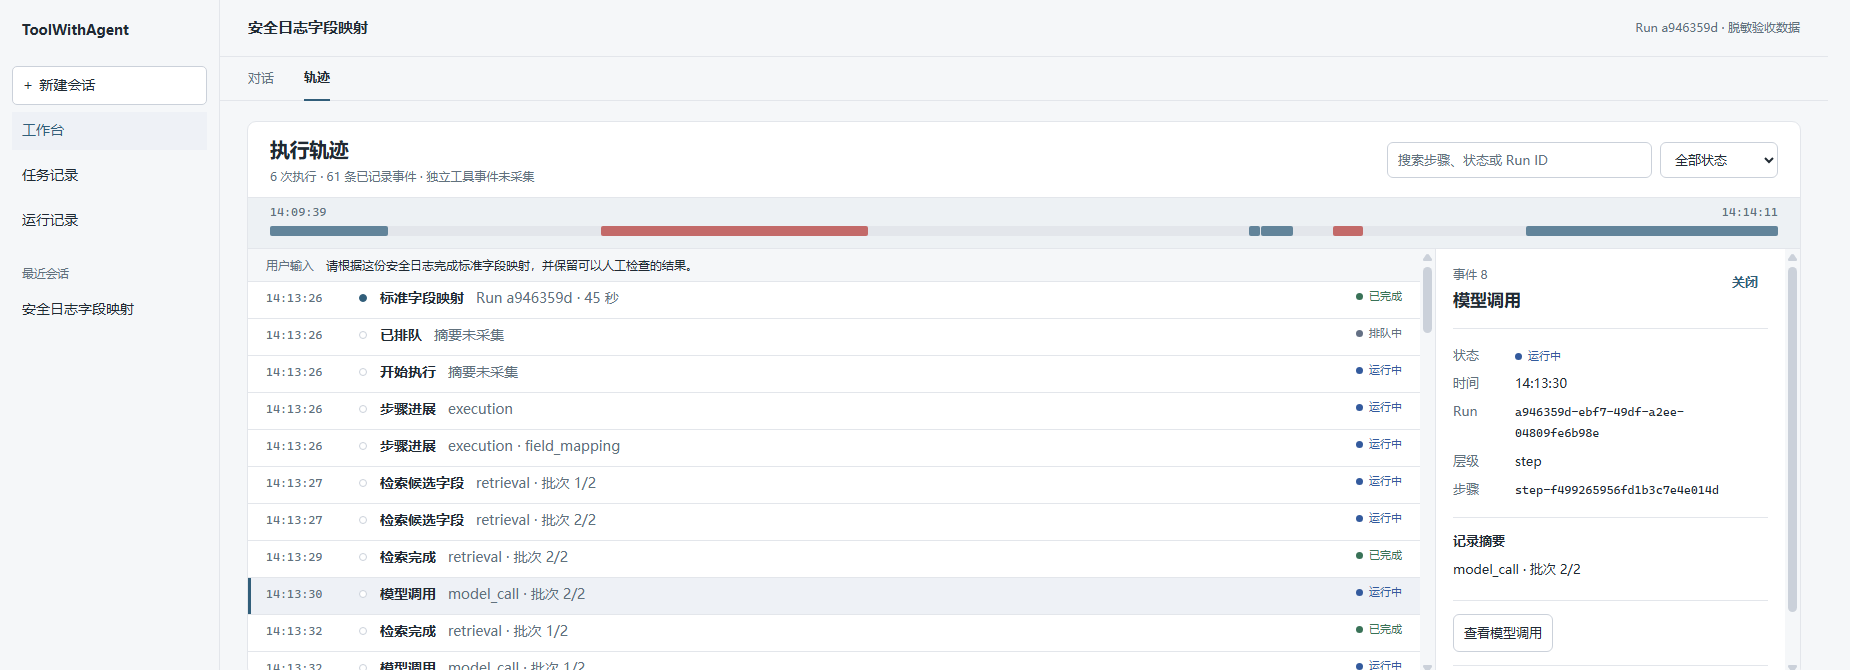 ToolWithAgent
+ 新建会话
工作台
任务记录
运行记录
最近会话
安全日志字段映射
安全日志字段映射
Run a946359d · 脱敏验收数据
对话 轨迹
执行轨迹
6 次执行 · 61 条已记录事件 · 独立工具事件未采集
搜索步骤、状态或 Run ID
全部状态
14:09:39 14:14:11
用户输入 请根据这份安全日志完成标准字段映射，并保留可以人工检查的结果。
14:13:26 标准字段映射 Run a946359d · 45 秒 已完成
14:13:26 已排队 摘要未采集 排队中
14:13:26 开始执行 摘要未采集 运行中
14:13:26 步骤进展 execution 运行中
14:13:26 步骤进展 execution · field_mapping 运行中
14:13:27 检索候选字段 retrieval · 批次 1/2 运行中
14:13:27 检索候选字段 retrieval · 批次 2/2 运行中
14:13:29 检索完成 retrieval · 批次 2/2 已完成
14:13:30 模型调用 model_call · 批次 2/2 运行中
14:13:32 检索完成 retrieval · 批次 1/2 已完成
14:13:32 模型调用 model_call · 批次 1/2 运行中
事件 8
模型调用
关闭
状态 运行中
时间 14:13:30
Run a946359d-ebf7-49df-a2ee-
04809fe6b98e
层级 step
步骤 step-f499265956fd1b3c7e4e014d
记录摘要
model_call · 批次 2/2
查看模型调用